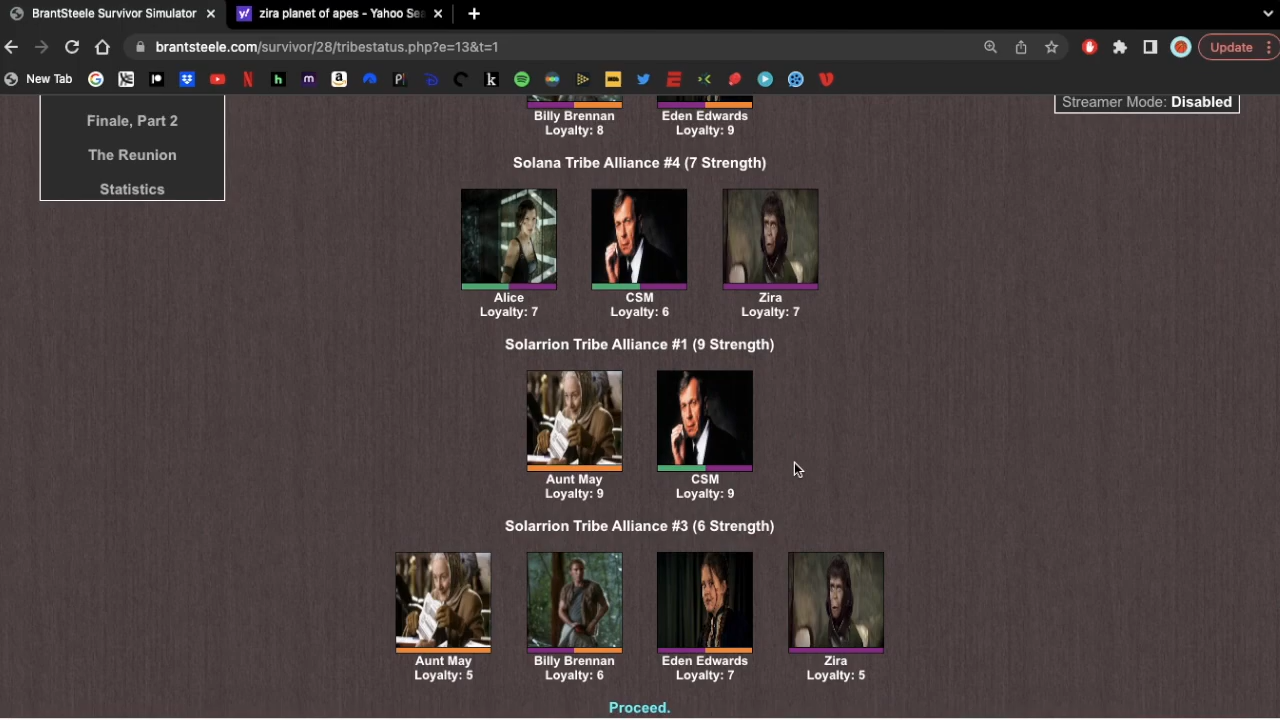 BrantSteele Survivor Simulator
zira planet of apes - Yahoo Se
brantsteele.com/survivor/28/tribestatus.php?e=13&t=1
Update
New Tab
Finale, Part 2
The Reunion
Statistics
Streamer Mode: Disabled
Billy Brennan Eden Edwards
Loyalty: 8 Loyalty: 9
Solana Tribe Alliance #4 (7 Strength)
Alice CSM Zira
Loyalty: 7 Loyalty: 6 Loyalty: 7
Solarrion Tribe Alliance #1 (9 Strength)
Aunt May CSM
Loyalty: 9 Loyalty: 9
Solarrion Tribe Alliance #3 (6 Strength)
Aunt May Billy Brennan Eden Edwards Zira
Loyalty: 5 Loyalty: 6 Loyalty: 7 Loyalty: 5
Proceed.